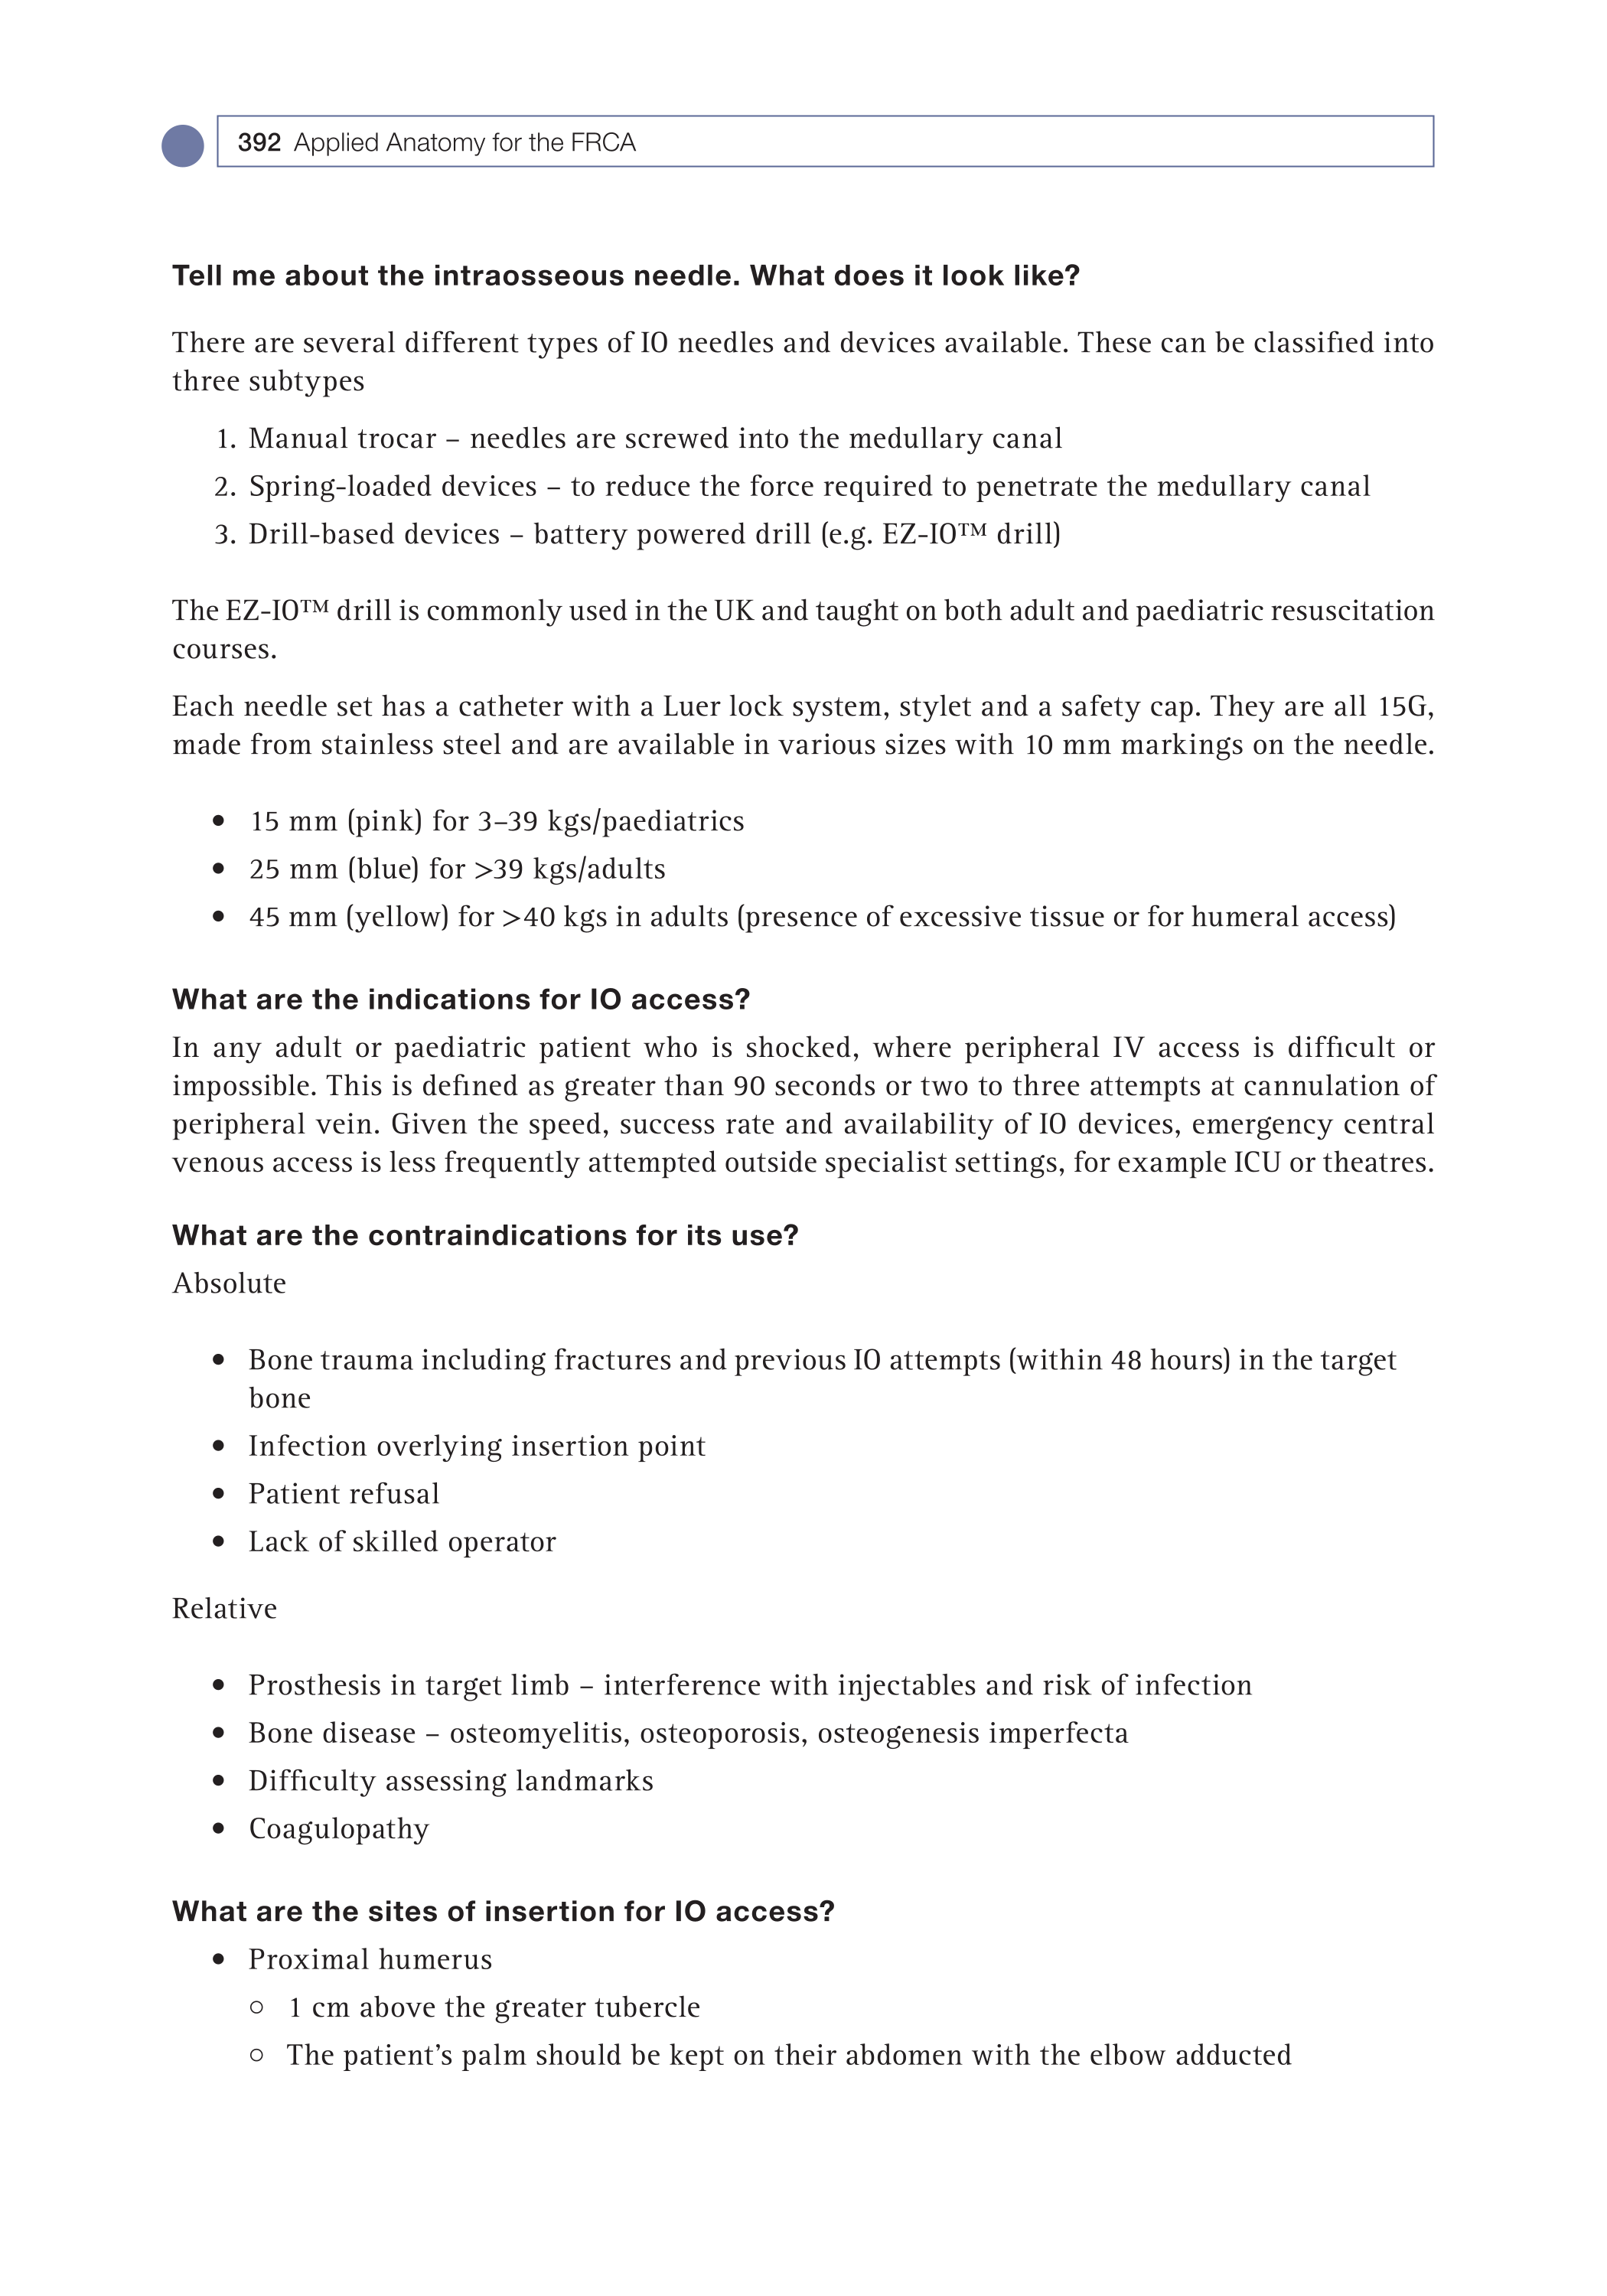 392 Applied Anatomy for the FRCA
Tell me about the intraosseous needle. What does it look like?
There are several different types of IO needles and devices available. These can be classified into
three subtypes
1. Manual trocar – needles are screwed into the medullary canal
2. Spring-loaded devices – to reduce the force required to penetrate the medullary canal
3. Drill-based devices – battery powered drill (e.g. EZ-IO™ drill)
The EZ-IO™ drill is commonly used in the UK and taught on both adult and paediatric resuscitation
courses.
Each needle set has a catheter with a Luer lock system, stylet and a safety cap. They are all 15G,
made from stainless steel and are available in various sizes with 10 mm markings on the needle.
• 15 mm (pink) for 3–39 kgs/paediatrics
• 25 mm (blue) for >39 kgs/adults
• 45 mm (yellow) for >40 kgs in adults (presence of excessive tissue or for humeral access)
What are the indications for IO access?
In any adult or paediatric patient who is shocked, where peripheral IV access is difficult or
impossible. This is defined as greater than 90 seconds or two to three attempts at cannulation of
peripheral vein. Given the speed, success rate and availability of IO devices, emergency central
venous access is less frequently attempted outside specialist settings, for example ICU or theatres.
What are the contraindications for its use?
Absolute
• Bone trauma including fractures and previous IO attempts (within 48 hours) in the target
bone
• Infection overlying insertion point
• Patient refusal
• Lack of skilled operator
Relative
• Prosthesis in target limb – interference with injectables and risk of infection
• Bone disease – osteomyelitis, osteoporosis, osteogenesis imperfecta
• Difficulty assessing landmarks
• Coagulopathy
What are the sites of insertion for IO access?
• Proximal humerus
○ 1 cm above the greater tubercle
○ The patient’s palm should be kept on their abdomen with the elbow adducted